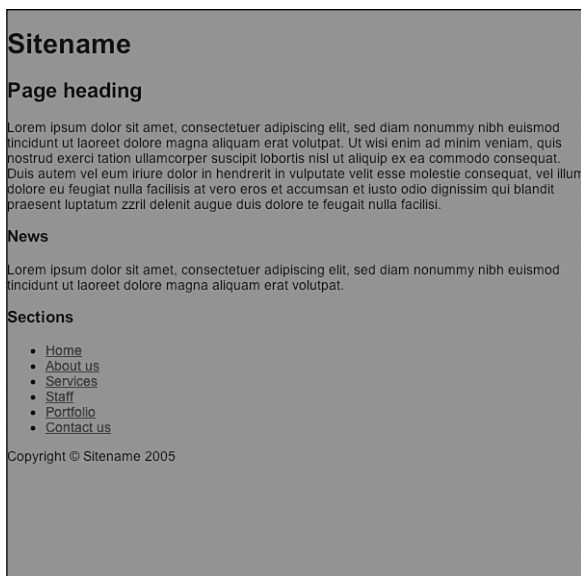 Sitename
Page heading
Lorem ipsum dolor sit amet, consectetuer adipiscing elit, sed diam nonummy nibh euismod
tincidunt ut laoreet dolore magna aliquam erat volutpat. Ut wisi enim ad minim veniam, quis
nostrud exerci tation ullamcorper suscipit lobortis nisl ut aliquip ex ea commodo consequat.
Duis autem vel eum iriure dolor in hendrerit in vulputate velit esse molestie consequat, vel illum
dolore eu feugiat nulla facilisis at vero eros et accumsan et iusto odio dignissim qui blandit
praesent luptatum zzril delenit augue duis dolore te feugait nulla facilisi.
News
Lorem ipsum dolor sit amet, consectetuer adipiscing elit, sed diam nonummy nibh euismod
tincidunt ut laoreet dolore magna aliquam erat volutpat.
Sections
• Home
• About us
• Services
• Staff
• Portfolio
• Contact us
Copyright © Sitename 2005